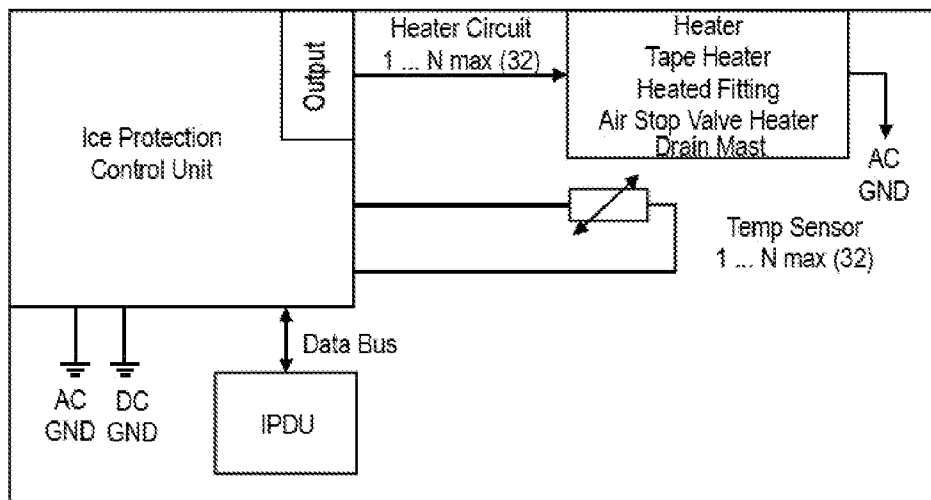 Heater Circuit
1 ... N max (32)
Output
Heater
Tape Heater
Heated Fitting
Air Stop Valve Heater
Drain Mast
Ice Protection
Control Unit
AC
GND
Temp Sensor
1 ... N max (32)
Data Bus
AC
GND
DC
GND
IPDU